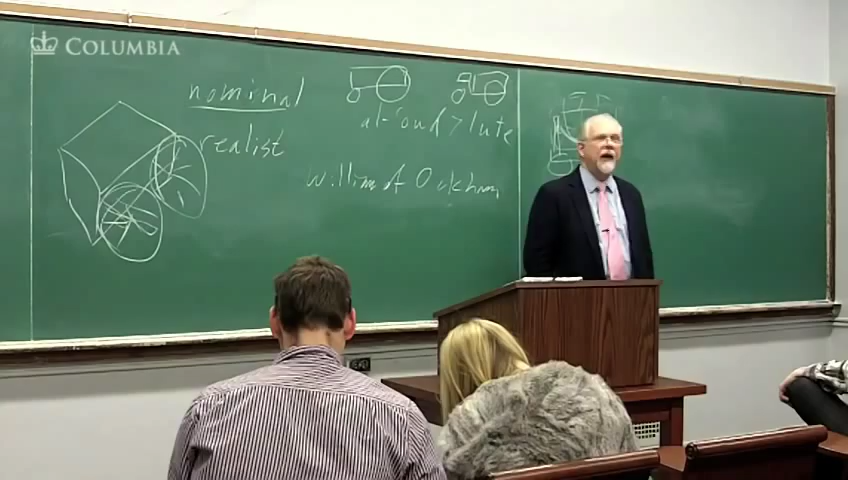 COLUMBIA
nominal
realist
al-'oud > lute
william of Ockham